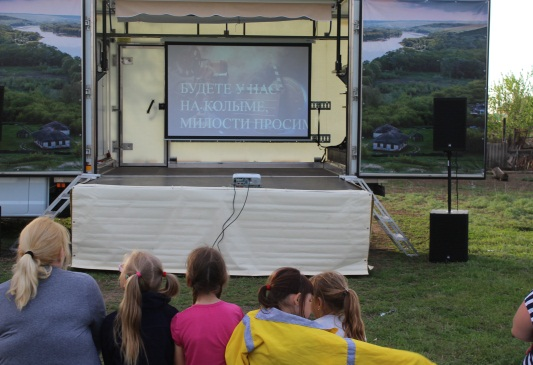 БУДЕТЕ У НАС
НА КОЛЫМЕ,
МИЛОСТИ ПРОСИМ